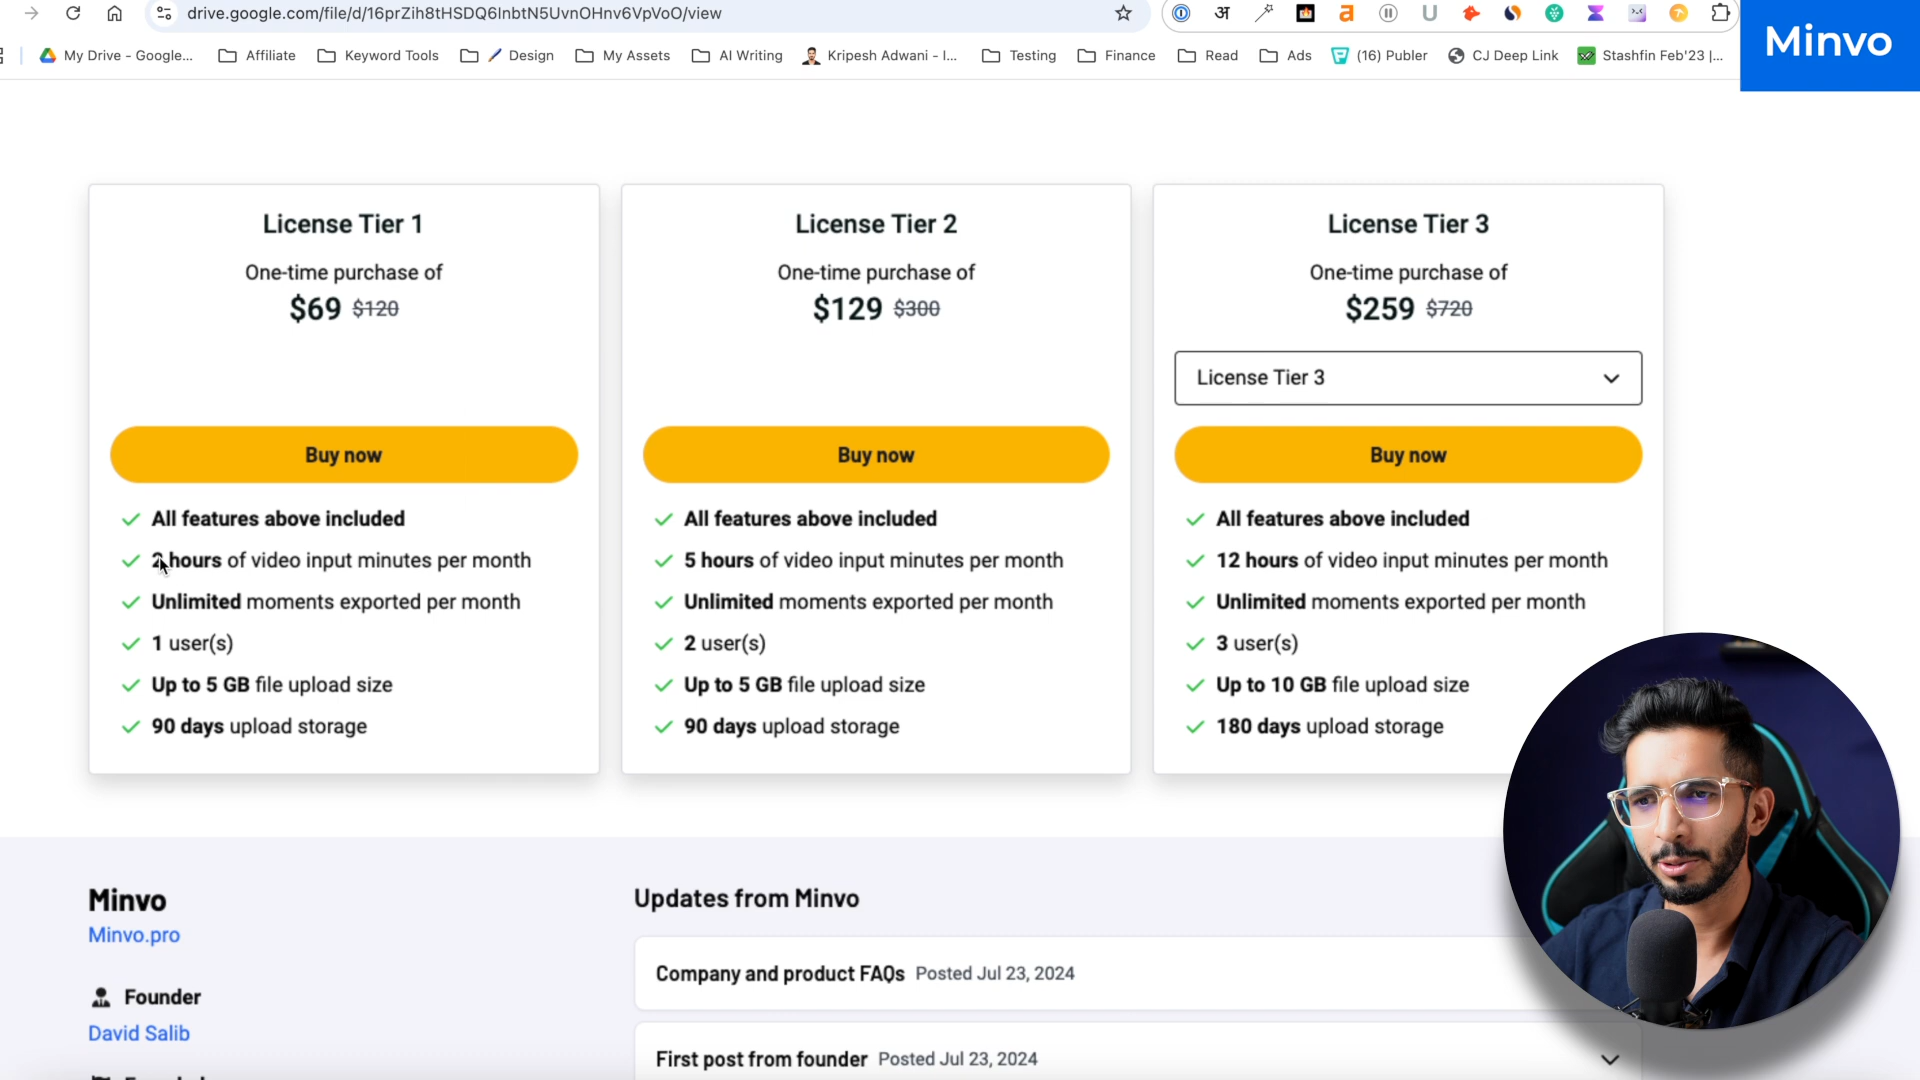 drive.google.com/file/d/16prZih8tHSDQ6InbtN5UvnOHnv6VpVoO/view
अ
a
U
Minvo
My Drive - Google...
Affiliate
Keyword Tools
Design
My Assets
AI Writing
Kripesh Adwani - I...
Testing
Finance
Read
Ads
(16) Publer
CJ Deep Link
Stashfin Feb'23 |...
License Tier 1
One-time purchase of
$69 $120
Buy now
All features above included
2 hours of video input minutes per month
Unlimited moments exported per month
1 user(s)
Up to 5 GB file upload size
90 days upload storage
License Tier 2
One-time purchase of
$129 $300
Buy now
All features above included
5 hours of video input minutes per month
Unlimited moments exported per month
2 user(s)
Up to 5 GB file upload size
90 days upload storage
License Tier 3
One-time purchase of
$259 $720
License Tier 3
Buy now
All features above included
12 hours of video input minutes per month
Unlimited moments exported per month
3 user(s)
Up to 10 GB file upload size
180 days upload storage
Minvo
Minvo.pro
Founder
David Salib
Updates from Minvo
Company and product FAQs Posted Jul 23, 2024
First post from founder Posted Jul 23, 2024